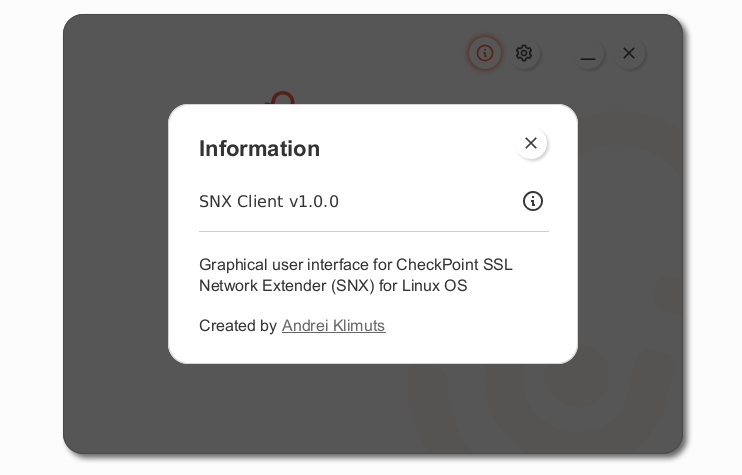 Information
SNX Client v1.0.0
Graphical user interface for CheckPoint SSL
Network Extender (SNX) for Linux OS
Created by Andrei Klimuts